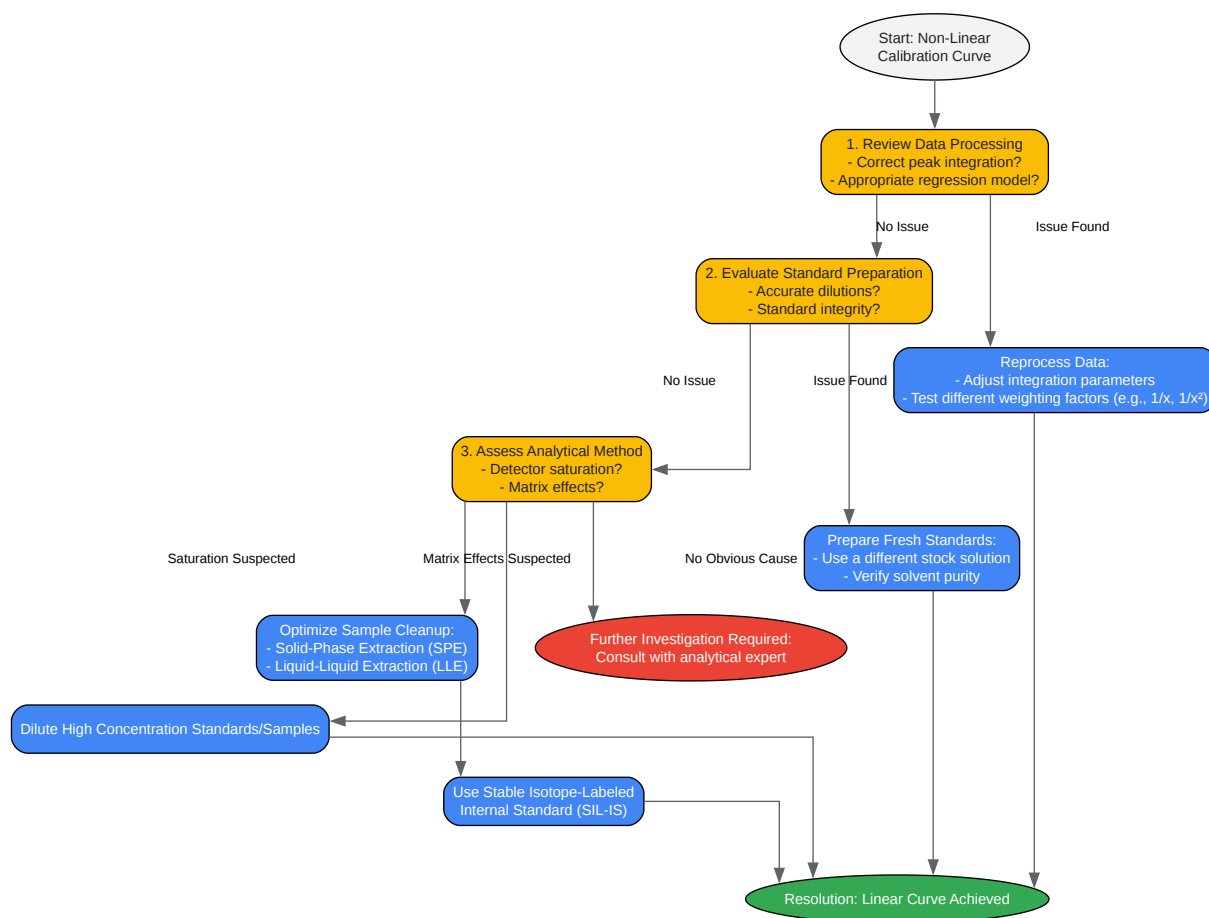 Start: Non-Linear
Calibration Curve
1. Review Data Processing
- Correct peak integration?
- Appropriate regression model?
No Issue
Issue Found
2. Evaluate Standard Preparation
- Accurate dilutions?
- Standard integrity?
Reprocess Data:
- Adjust integration parameters
- Test different weighting factors (e.g., 1/x, 1/x²)
No Issue
Issue Found
3. Assess Analytical Method
- Detector saturation?
- Matrix effects?
Prepare Fresh Standards:
- Use a different stock solution
- Verify solvent purity
Saturation Suspected
Matrix Effects Suspected
No Obvious Cause
Optimize Sample Cleanup:
- Solid-Phase Extraction (SPE)
- Liquid-Liquid Extraction (LLE)
Further Investigation Required:
Consult with analytical expert
Dilute High Concentration Standards/Samples
Use Stable Isotope-Labeled
Internal Standard (SIL-IS)
Resolution: Linear Curve Achieved